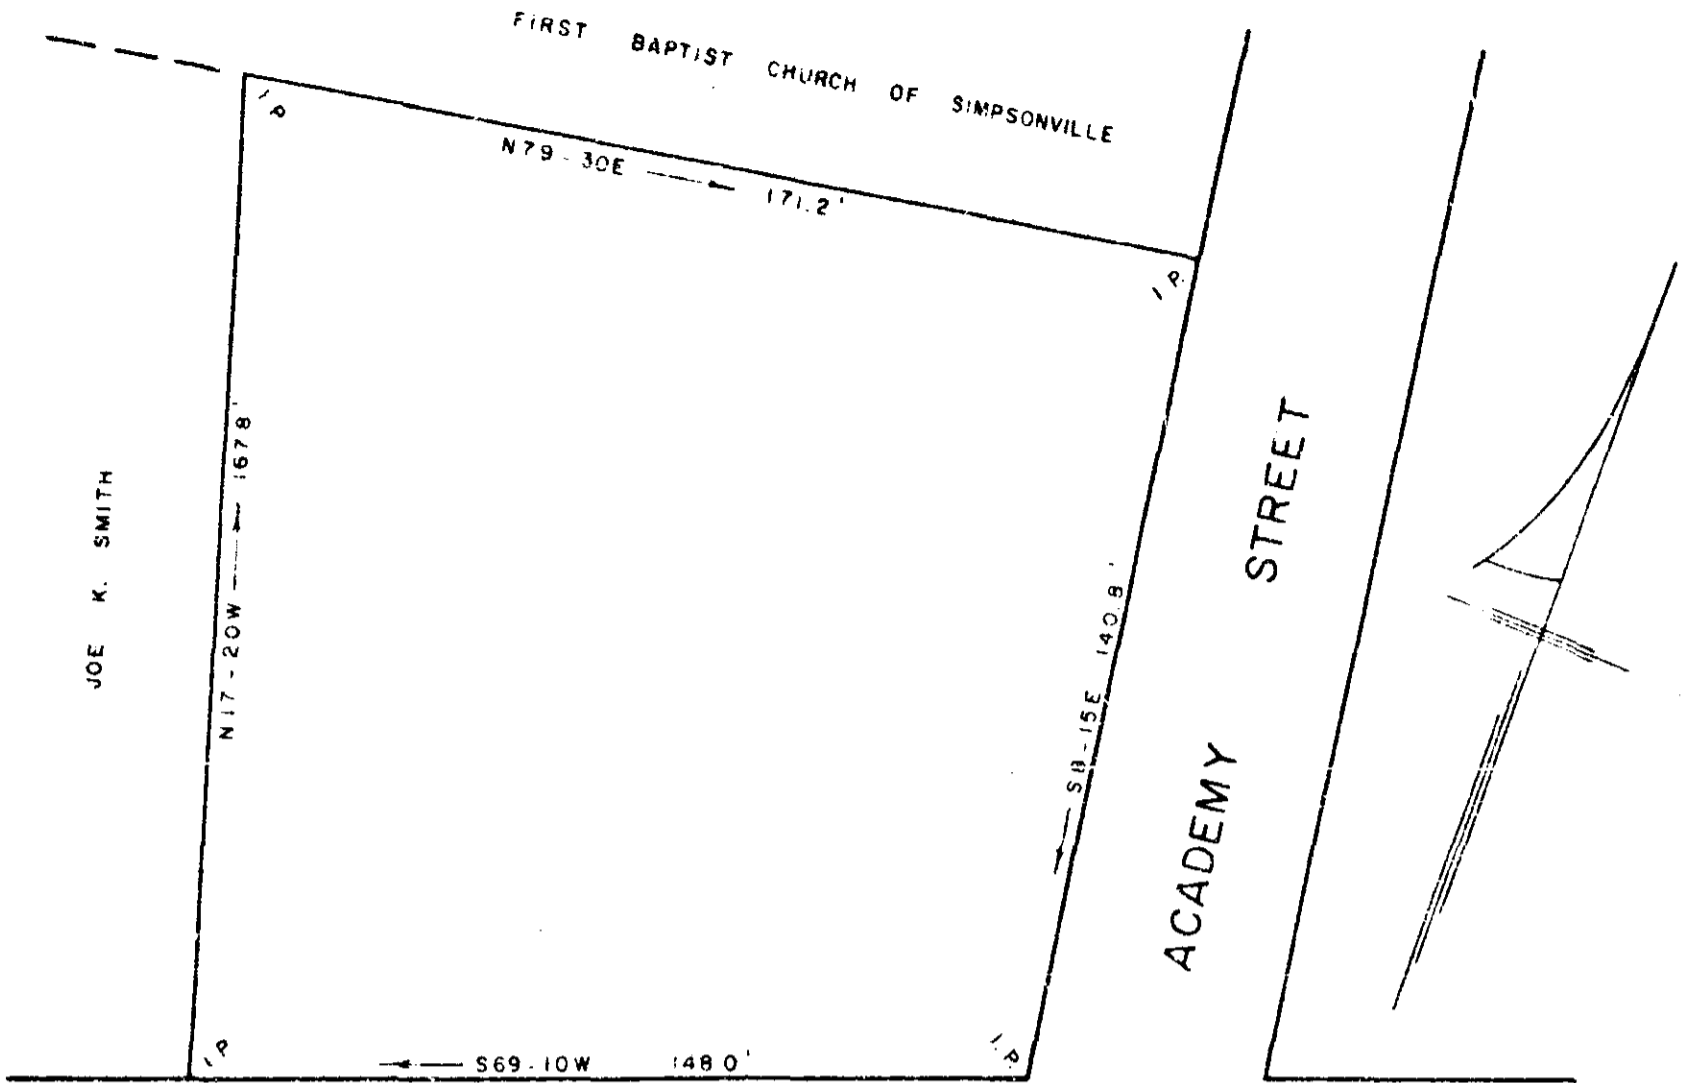 FIRST BAPTIST CHURCH OF SIMPSONVILLE
I.P.
N79-30E 171.2'
I.P.
JOE K. SMITH
N17-20W 167.8'
S8-15E 140.8'
ACADEMY STREET
I.P.
S69-10W 148.0'
I.P.